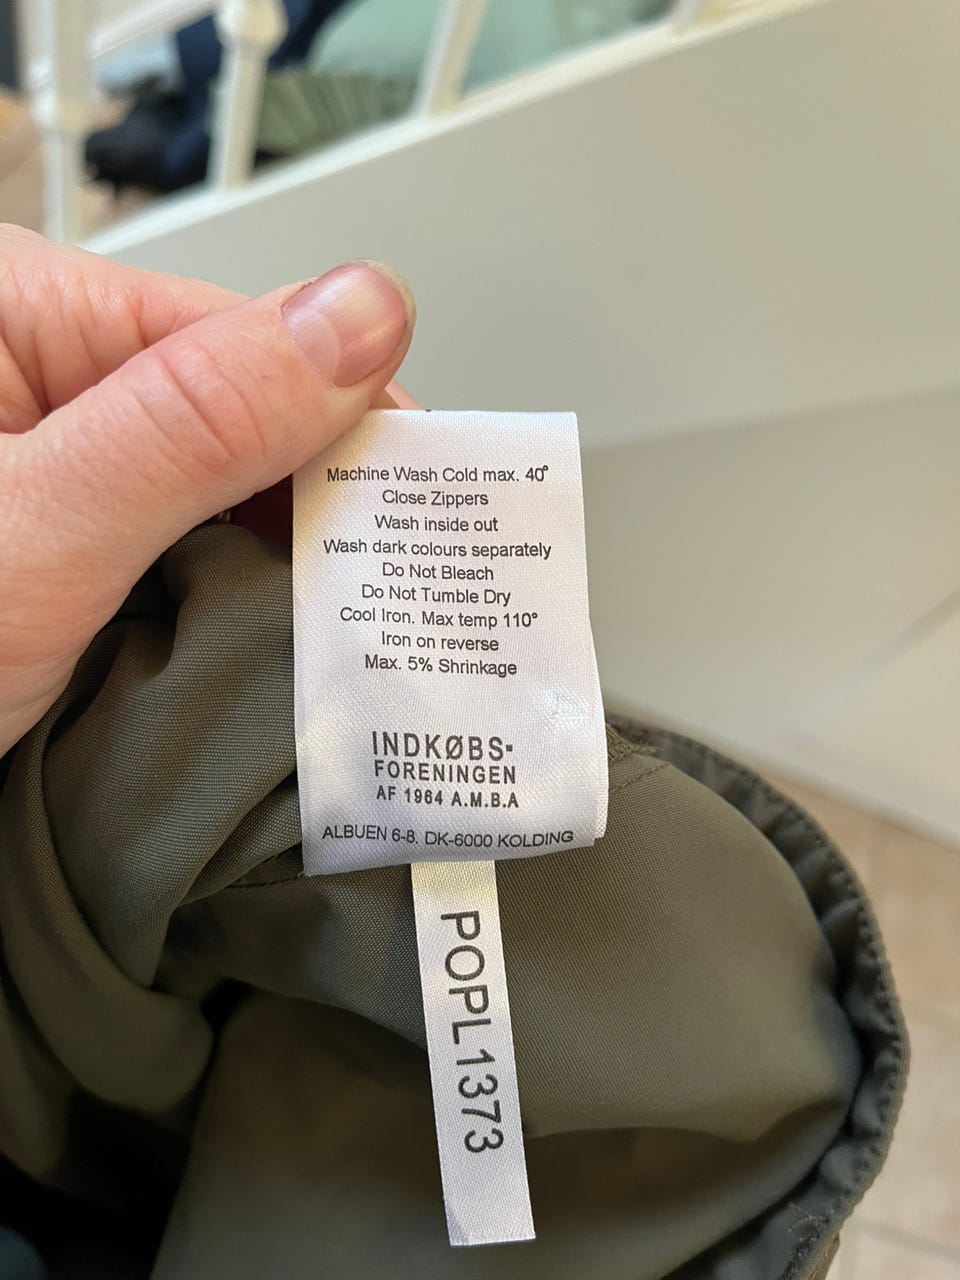 Machine Wash Cold max. 40°
Close Zippers
Wash inside out
Wash dark colours separately
Do Not Bleach
Do Not Tumble Dry
Cool Iron. Max temp 110°
Iron on reverse
Max. 5% Shrinkage
INDKØBS-
FORENINGEN
AF 1964 A.M.B.A
ALBUEN 6-8. DK-6000 KOLDING
POPL1373